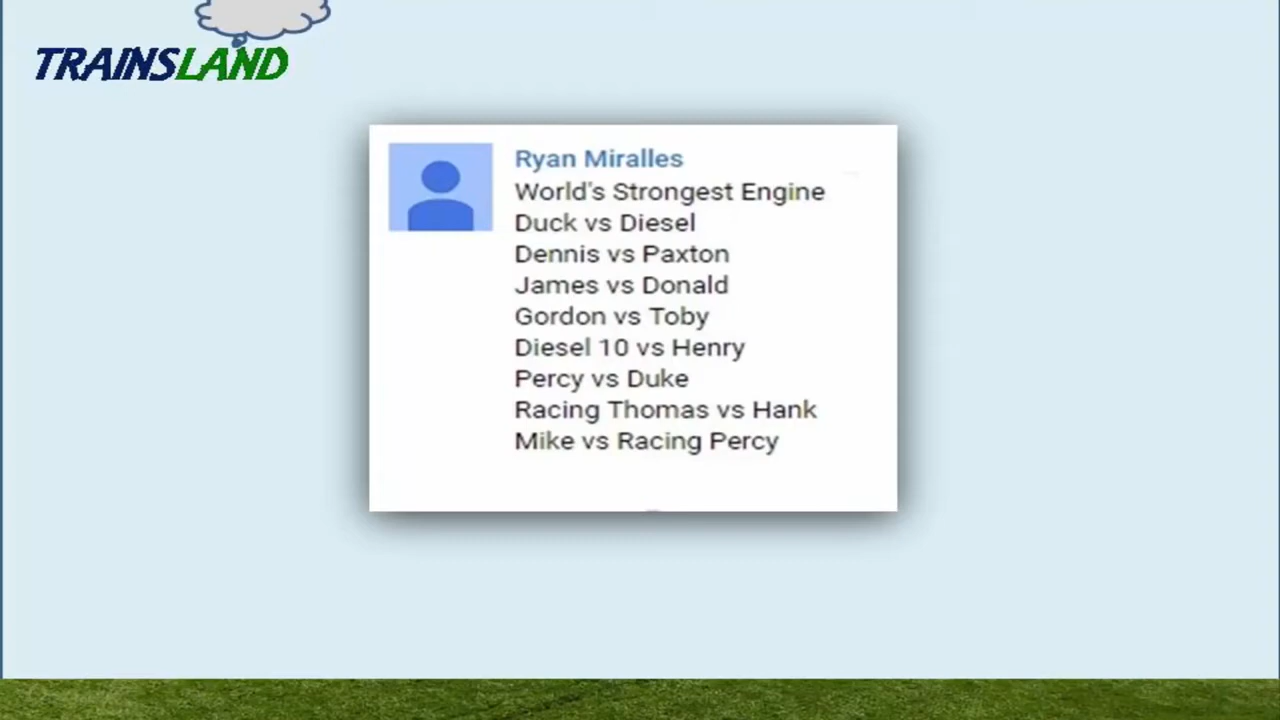 TRAINSLAND
Ryan Miralles
World's Strongest Engine
Duck vs Diesel
Dennis vs Paxton
James vs Donald
Gordon vs Toby
Diesel 10 vs Henry
Percy vs Duke
Racing Thomas vs Hank
Mike vs Racing Percy